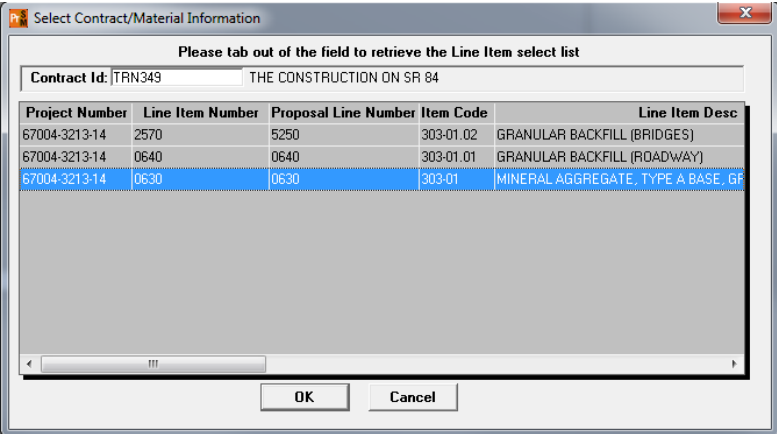 Select Contract/Material Information
Please tab out of the field to retrieve the Line Item select list
Contract Id: TRN349 THE CONSTRUCTION ON SR 84
Project Number Line Item Number Proposal Line Number Item Code Line Item Desc
67004-3213-14 2570 5250 303-01.02 GRANULAR BACKFILL (BRIDGES)
67004-3213-14 0640 0640 303-01.01 GRANULAR BACKFILL (ROADWAY)
67004-3213-14 0630 0630 303-01 MINERAL AGGREGATE, TYPE A BASE, GR
OK Cancel